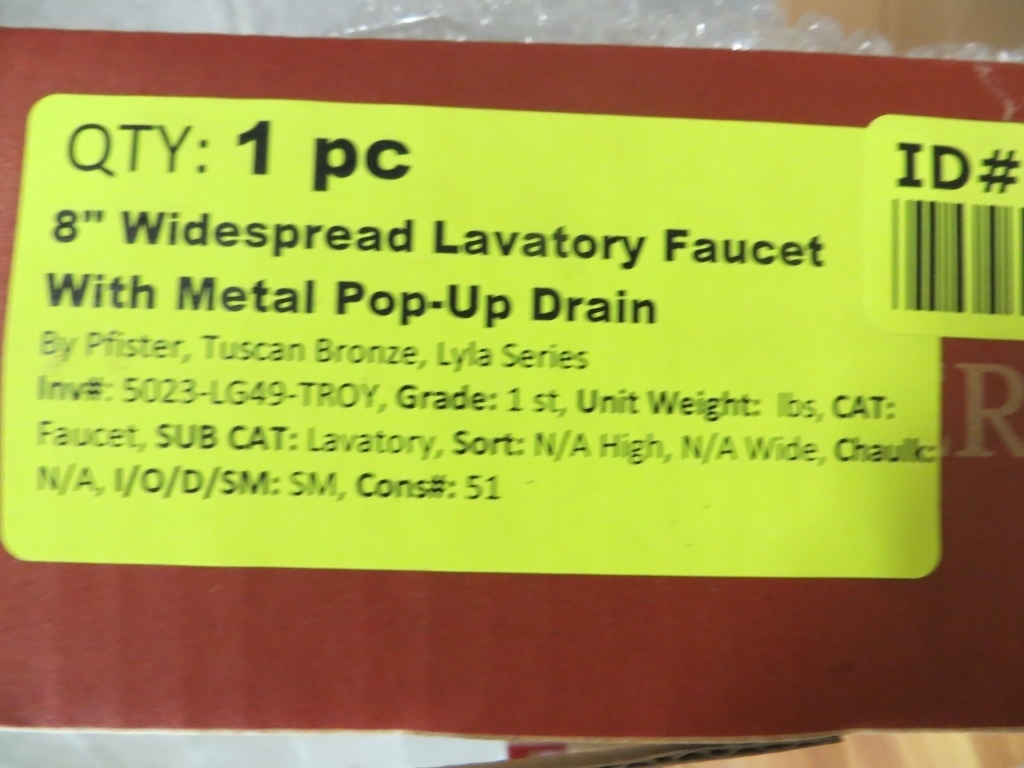 QTY: 1 pc
ID#
8" Widespread Lavatory Faucet
With Metal Pop-Up Drain
By Pfister, Tuscan Bronze, Lyla Series
Inv#: 5023-LG49-TROY, Grade: 1 st, Unit Weight: lbs, CAT:
Faucet, SUB CAT: Lavatory, Sort: N/A High, N/A Wide, Chaulk:
N/A, I/O/D/SM: SM, Cons#: 51
ER